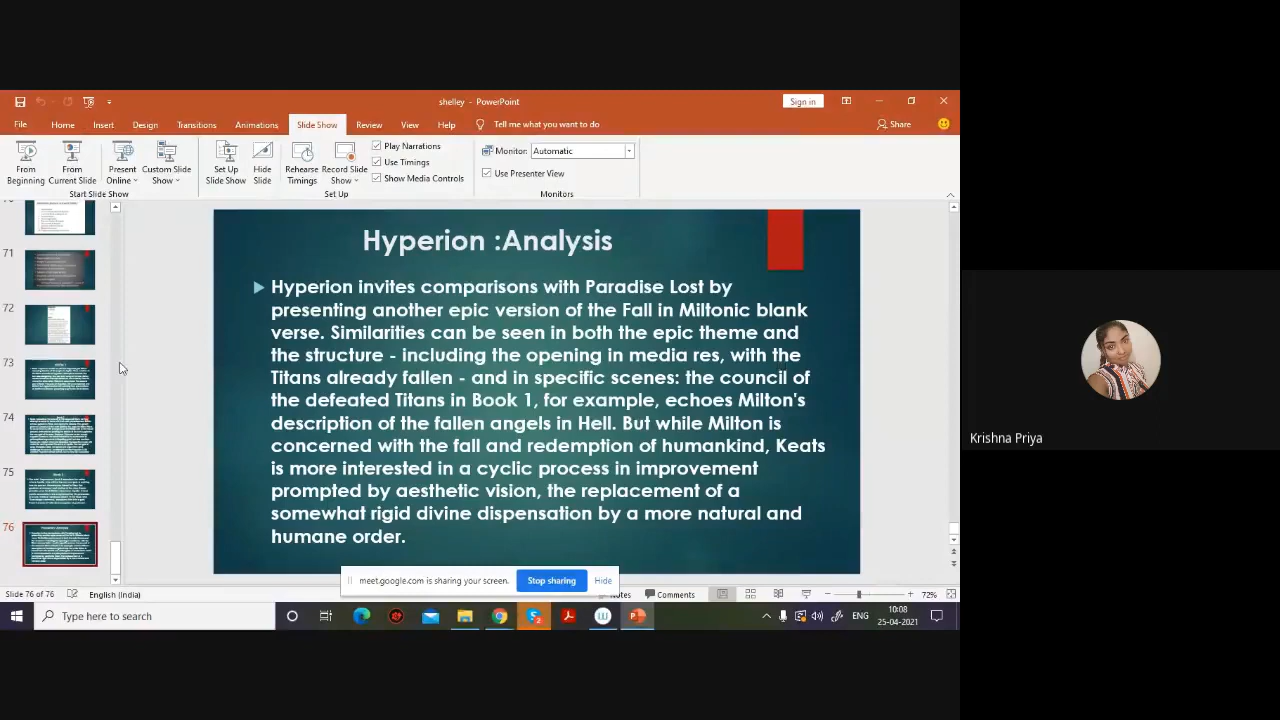 shelley - PowerPoint
Sign in
File Home Insert Design Transitions Animations Slide Show Review View Help Tell me what you want to do Share
From Beginning
From Current Slide
Present Online
Custom Slide Show
Set Up Slide Show
Hide Slide
Rehearse Timings
Record Slide Show
Play Narrations
Use Timings
Show Media Controls
Monitor: Automatic
Use Presenter View
Start Slide Show
Set Up
Monitors
71
72
73
74
75
76
Hyperion :Analysis
Hyperion invites comparisons with Paradise Lost by
presenting another epic version of the Fall in Miltonic blank
verse. Similarities can be seen in both the epic theme and
the structure - including the opening in media res, with the
Titans already fallen - and in specific scenes: the council of
the defeated Titans in Book 1, for example, echoes Milton's
description of the fallen angels in Hell. But while Milton is
concerned with the fall and redemption of humankind, Keats
is more interested in a cyclic process in improvement
prompted by aesthetic vision, the replacement of a
somewhat rigid divine dispensation by a more natural and
humane order.
meet.google.com is sharing your screen.
Stop sharing
Hide
Slide 76 of 76
English (India)
Comments
72%
Type here to search
ENG
10:08
25-04-2021
Krishna Priya